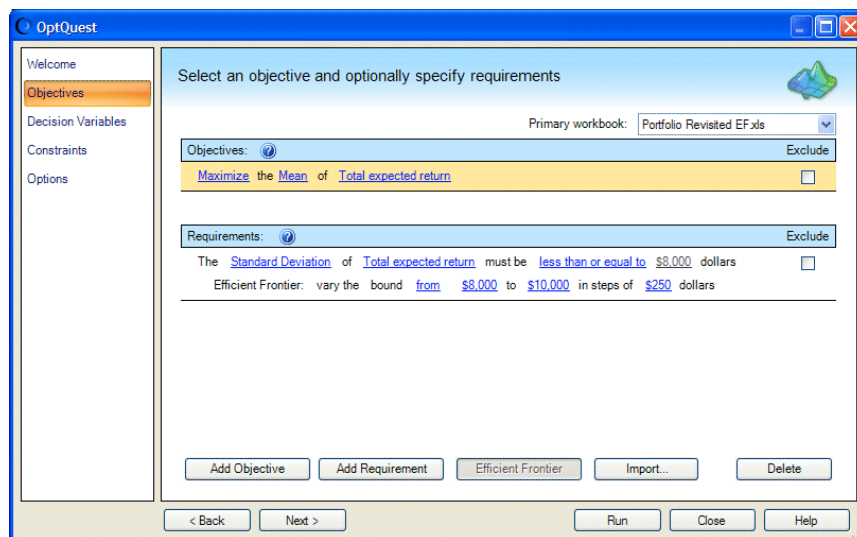 OptQuest
Welcome
Objectives
Decision Variables
Constraints
Options
Select an objective and optionally specify requirements
Primary workbook: Portfolio Revisited EF.xls
Objectives: Exclude
Maximize the Mean of Total expected return
Requirements: Exclude
The Standard Deviation of Total expected return must be less than or equal to $8,000 dollars
Efficient Frontier: vary the bound from $8,000 to $10,000 in steps of $250 dollars
Add Objective Add Requirement Efficient Frontier Import... Delete
< Back Next > Run Close Help